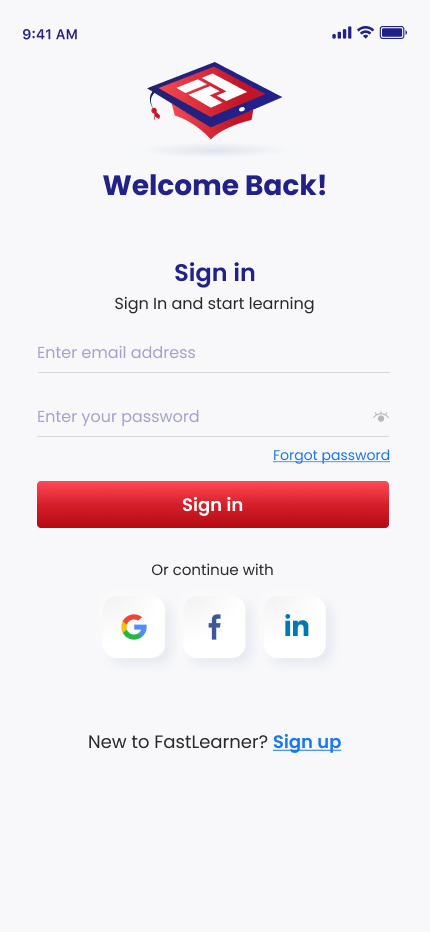 9:41 AM
Welcome Back!
Sign in
Sign In and start learning
Enter email address
Enter your password
Forgot password
Sign in
Or continue with
G f in
New to FastLearner? Sign up